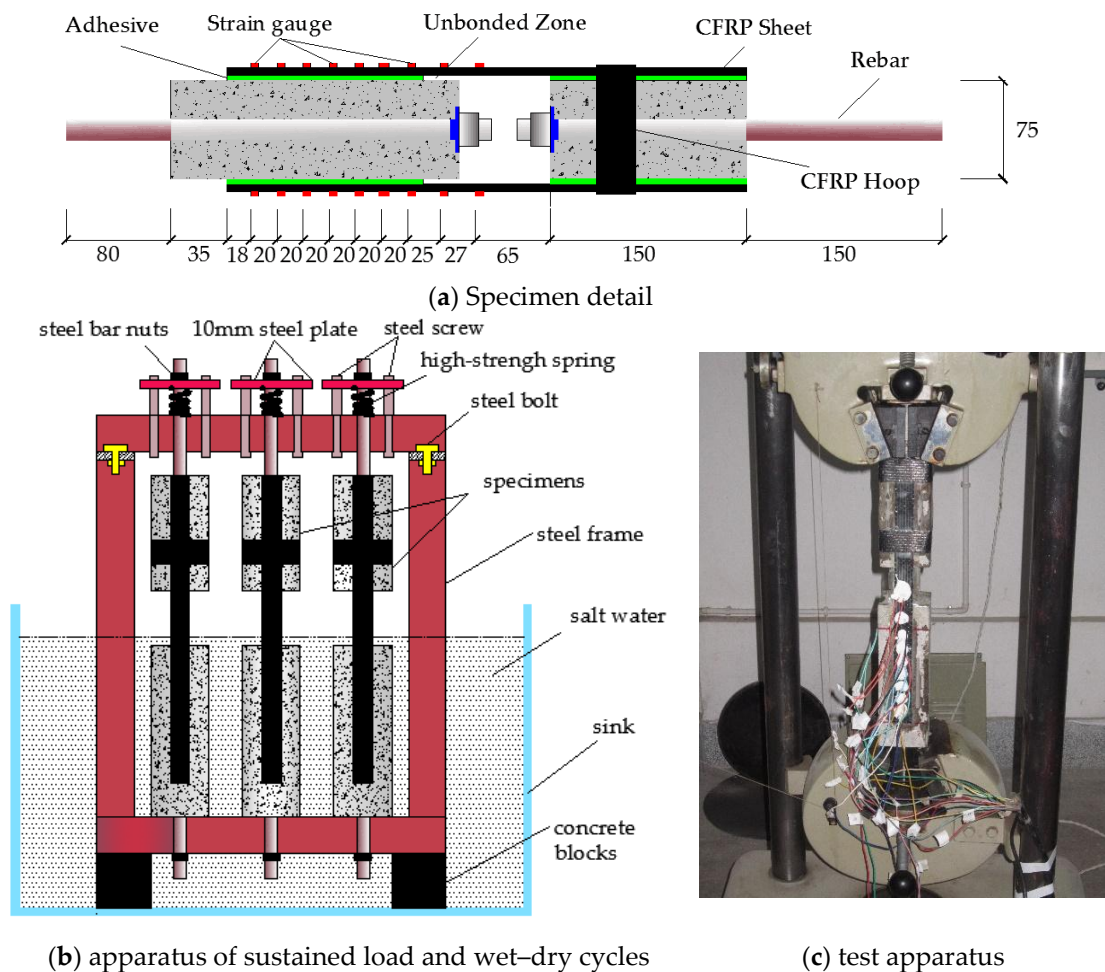 Adhesive
Strain gauge
Unbonded Zone
CFRP Sheet
Rebar
75
CFRP Hoop
80
35
18
20
20
20
20
20
20
25
27
65
150
150
(a) Specimen detail
steel bar nuts
10mm steel plate
steel screw
high-strengh spring
steel bolt
specimens
steel frame
salt water
sink
concrete
blocks
(b) apparatus of sustained load and wet–dry cycles
(c) test apparatus